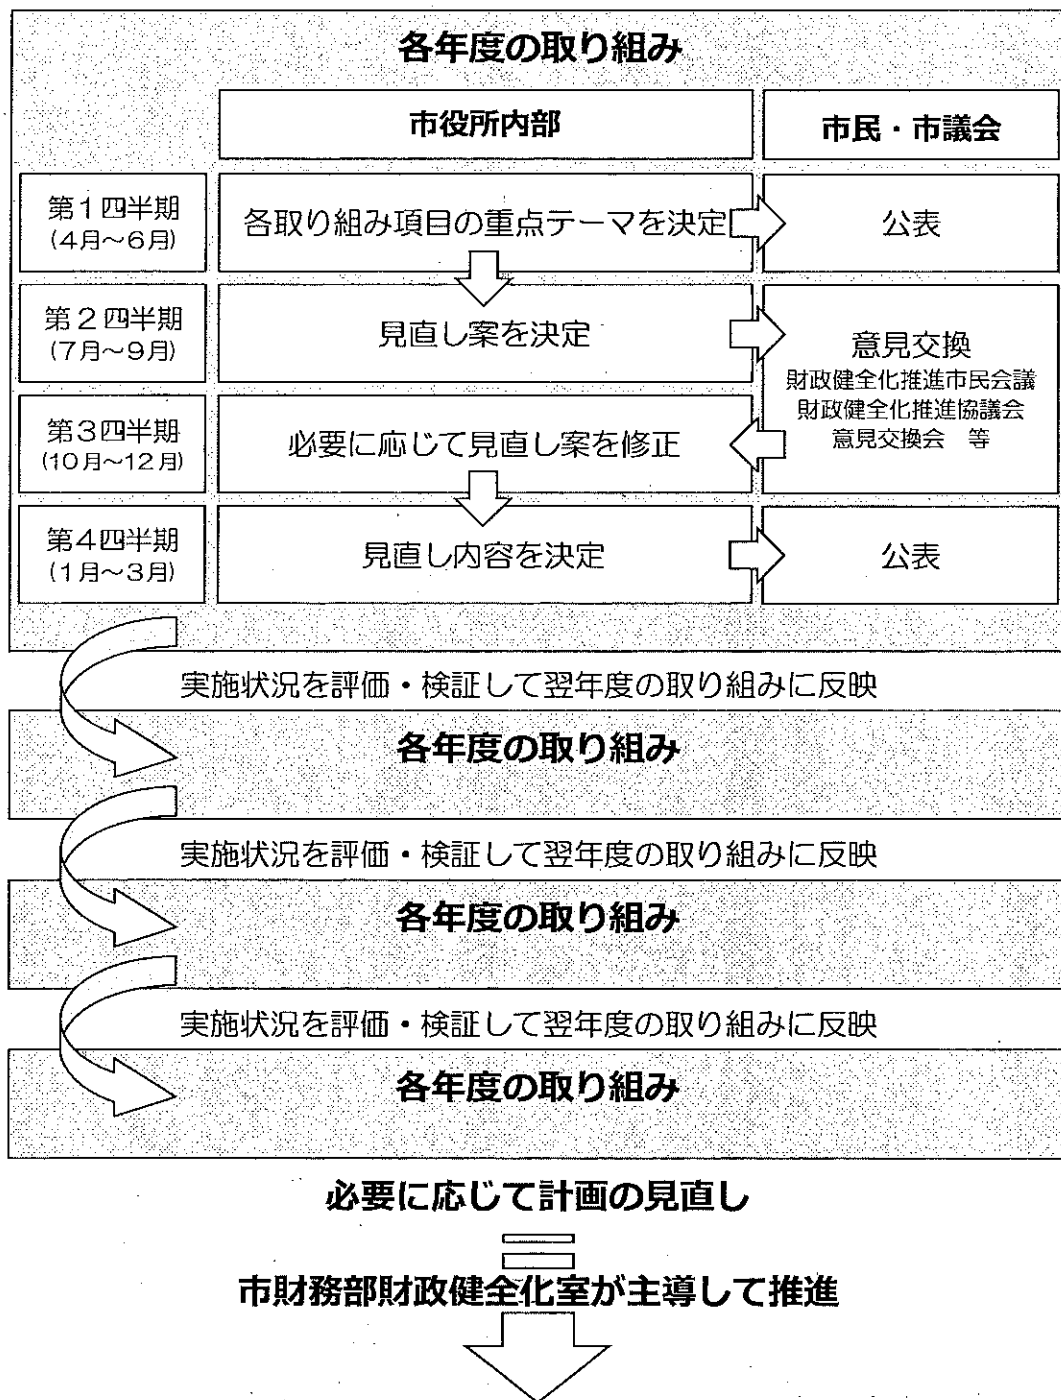 各年度の取り組み
市役所内部
市民・市議会
第1四半期
(4月～6月)
各取り組み項目の重点テーマを決定
公表
第2四半期
(7月～9月)
見直し案を決定
意見交換
財政健全化推進市民会議
財政健全化推進協議会
意見交換会　等
第3四半期
(10月～12月)
必要に応じて見直し案を修正
第4四半期
(1月～3月)
見直し内容を決定
公表
実施状況を評価・検証して翌年度の取り組みに反映
各年度の取り組み
実施状況を評価・検証して翌年度の取り組みに反映
各年度の取り組み
実施状況を評価・検証して翌年度の取り組みに反映
各年度の取り組み
必要に応じて計画の見直し
市財務部財政健全化室が主導して推進